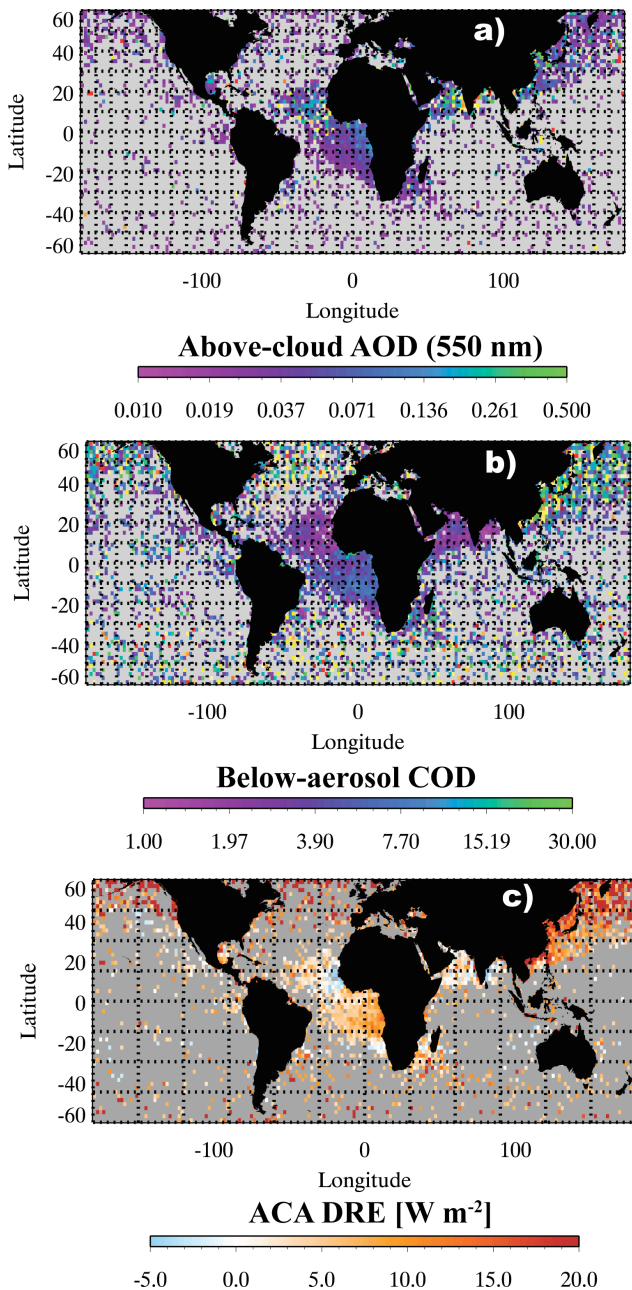 a)
60
40
20
0
-20
-40
-60
Latitude
-100 0 100
Longitude
Above-cloud AOD (550 nm)
0.010 0.019 0.037 0.071 0.136 0.261 0.500
b)
60
40
20
0
-20
-40
-60
Latitude
-100 0 100
Longitude
Below-aerosol COD
1.00 1.97 3.90 7.70 15.19 30.00
c)
60
40
20
0
-20
-40
-60
Latitude
-100 0 100
Longitude
ACA DRE [W m⁻²]
-5.0 0.0 5.0 10.0 15.0 20.0